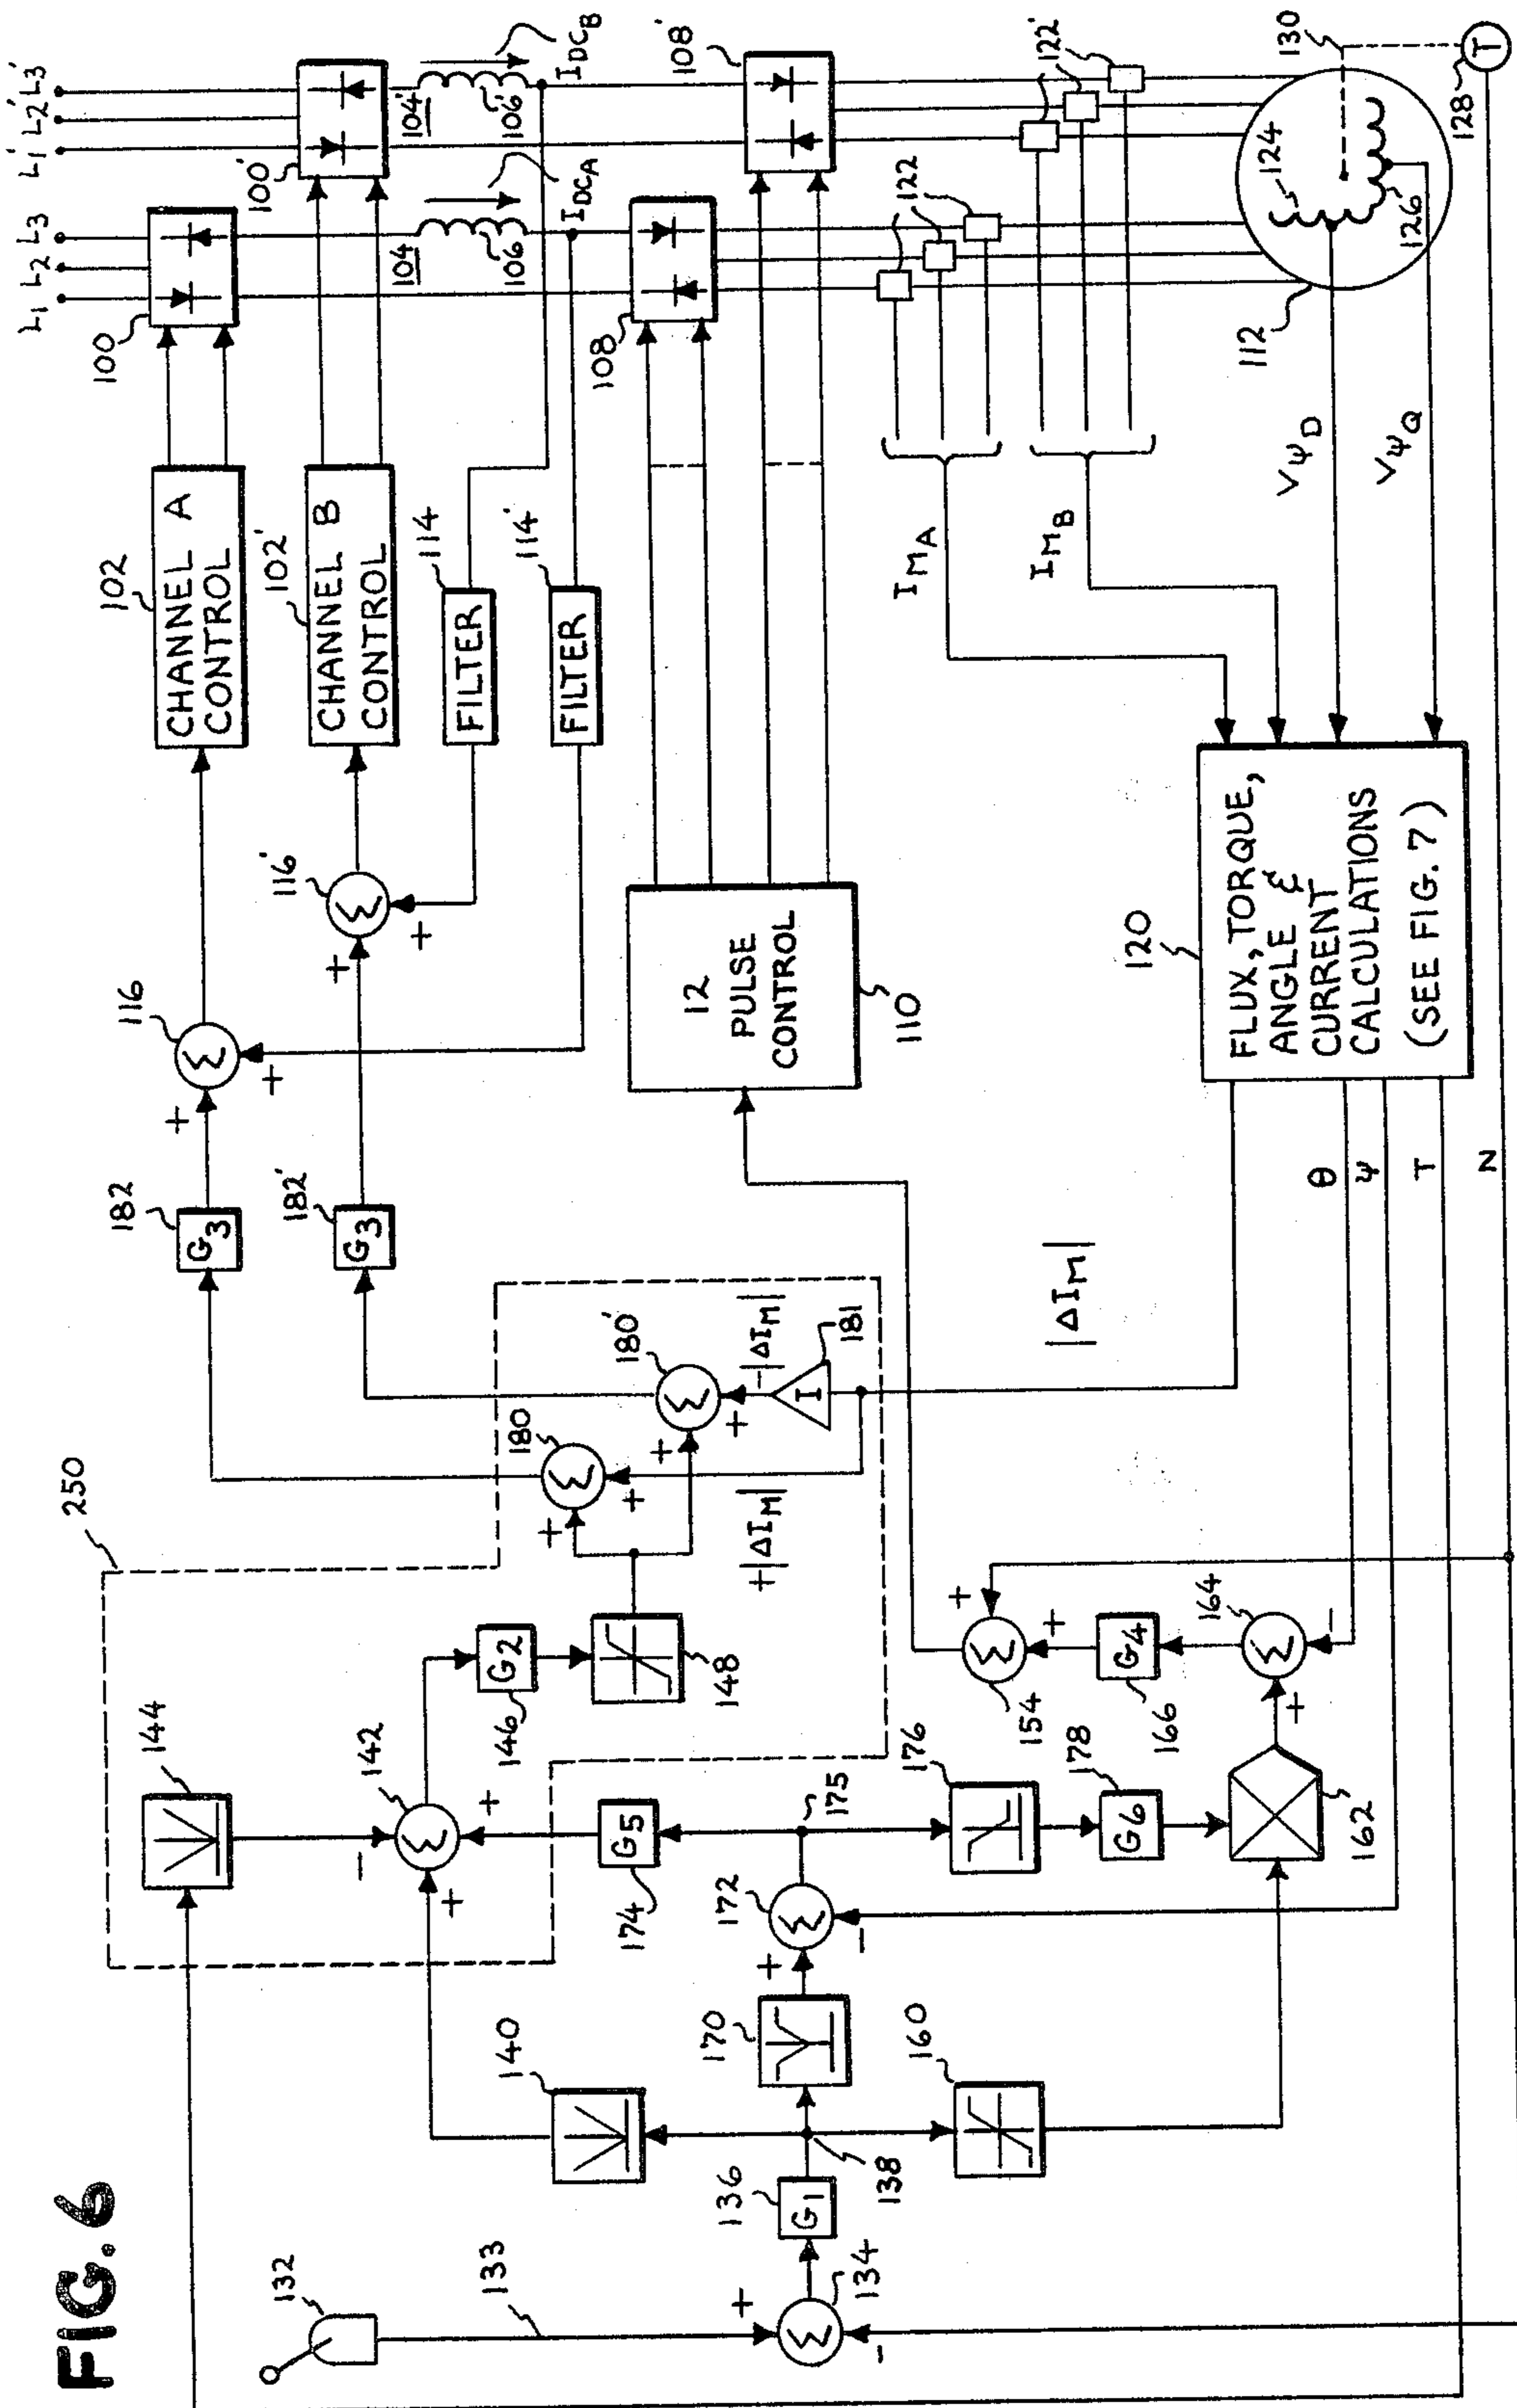 FIG. 6
132
133
134
136
G1
138
140
170
160
144
250
142
146
G2
148
172
174
G5
175
176
178
G6
162
164
166
G4
154
Σ
Σ
Σ
Σ
Σ
+
-
+
-
+
+
-
+
-
+
+
180
Σ
+
+
+|ΔIM|
180'
Σ
+
+
-|ΔIM|
I
181
|ΔIM|
182
G3
182'
G3
116
Σ
+
+
116'
Σ
+
+
102
CHANNEL A
CONTROL
102'
CHANNEL B
CONTROL
114
FILTER
114'
FILTER
12
PULSE
CONTROL
110
120
FLUX, TORQUE,
ANGLE &
CURRENT
CALCULATIONS
(SEE FIG. 7)
θ
Ψ
T
N
L1 L2 L3
L1' L2' L3'
100
100'
104
104'
106
106'
IDCA
IDCB
108
108'
122
122'
IMA
IMB
VΨD
VΨQ
112
124
126
130
T
128